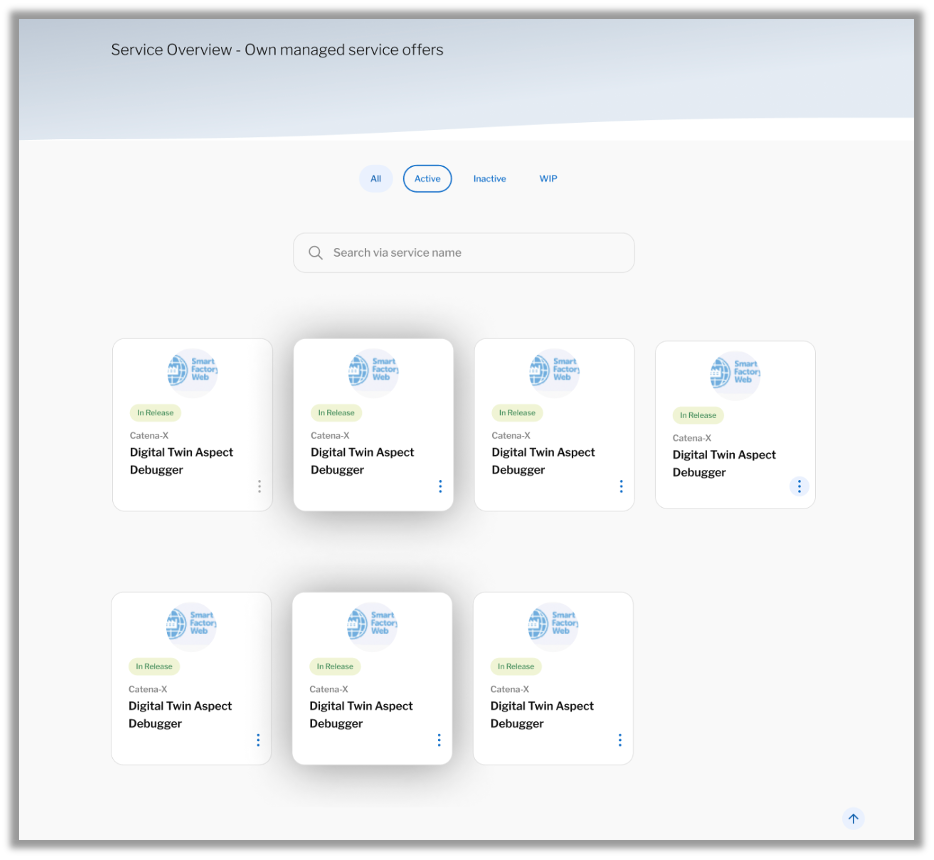 Service Overview - Own managed service offers
All Active Inactive WIP
Search via service name
Smart
Factory
Web
In Release
Catena-X
Digital Twin Aspect
Debugger
Smart
Factory
Web
In Release
Catena-X
Digital Twin Aspect
Debugger
Smart
Factory
Web
In Release
Catena-X
Digital Twin Aspect
Debugger
Smart
Factory
Web
In Release
Catena-X
Digital Twin Aspect
Debugger
Smart
Factory
Web
In Release
Catena-X
Digital Twin Aspect
Debugger
Smart
Factory
Web
In Release
Catena-X
Digital Twin Aspect
Debugger
Smart
Factory
Web
In Release
Catena-X
Digital Twin Aspect
Debugger